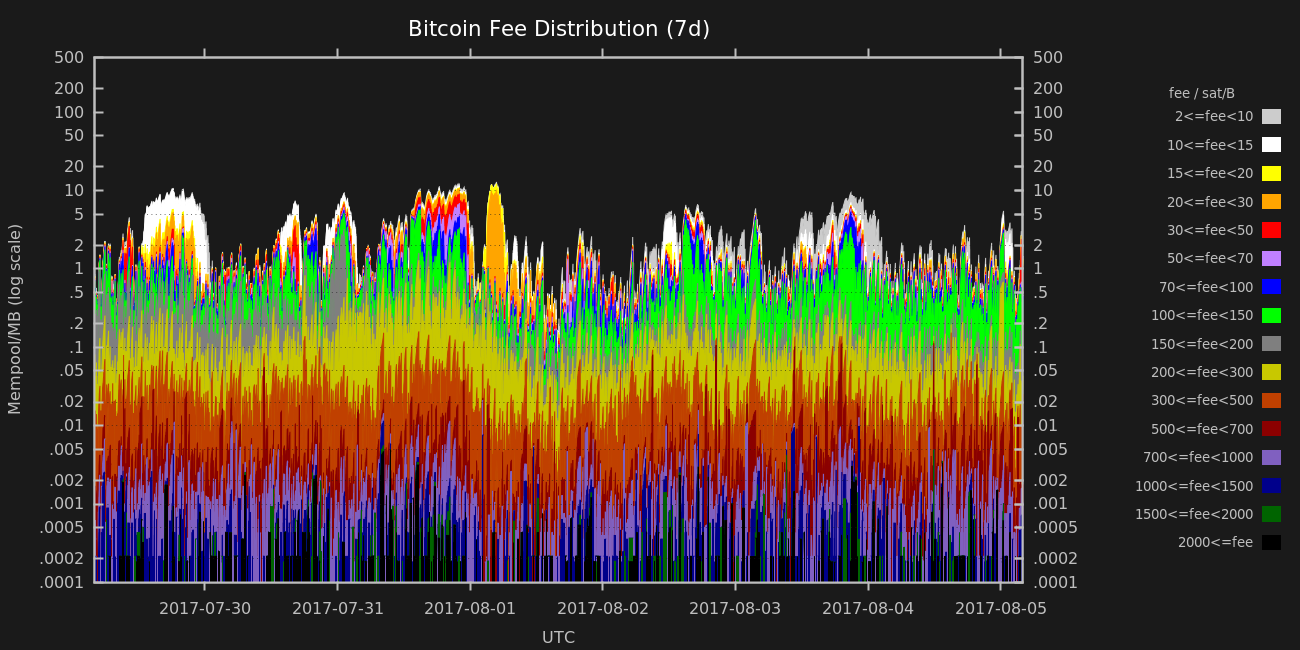 Bitcoin Fee Distribution (7d)
Mempool/MB (log scale)
500
200
100
50
20
10
5
2
1
.5
.2
.1
.05
.02
.01
.005
.002
.001
.0005
.0002
.0001
500
200
100
50
20
10
5
2
1
.5
.2
.1
.05
.02
.01
.005
.002
.001
.0005
.0002
.0001
2017-07-30 2017-07-31 2017-08-01 2017-08-02 2017-08-03 2017-08-04 2017-08-05
UTC
fee / sat/B
2<=fee<10
10<=fee<15
15<=fee<20
20<=fee<30
30<=fee<50
50<=fee<70
70<=fee<100
100<=fee<150
150<=fee<200
200<=fee<300
300<=fee<500
500<=fee<700
700<=fee<1000
1000<=fee<1500
1500<=fee<2000
2000<=fee